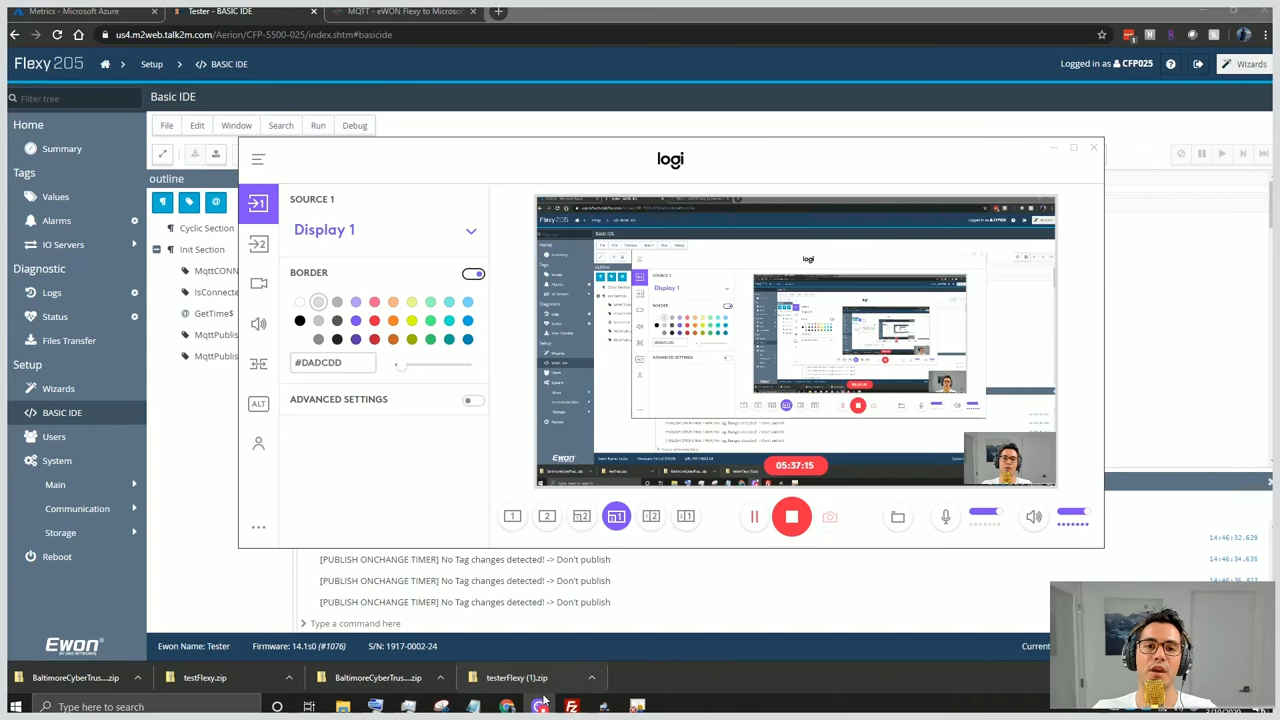 Metrics - Microsoft Azure
Tester - BASIC IDE
MQTT - eWON Flexy to Microsoft
us4.m2web.talk2m.com/Aerion/CFP-5500-025/index.shtm#basicide
Flexy 205
Setup
BASIC IDE
Logged in as CFP025
Wizards
Filter tree
Basic IDE
Home
Summary
Tags
Values
Alarms
IO Servers
Diagnostic
Logs
Status
Files Transfer
Setup
Wizards
BASIC IDE
Users
System
Main
Communication
Storage
Reboot
File
Edit
Window
Search
Run
Debug
outline
Cyclic Section
Init Section
MqttCONN
IsConnecte
GetTime$
MqttPublis
MqttPublis
logi
SOURCE 1
Display 1
BORDER
#DADCDD
ADVANCED SETTINGS
ALT
05:37:15
14:46:32.629
[PUBLISH ONCHANGE TIMER] No Tag changes detected! -> Don't publish
14:46:34.635
[PUBLISH ONCHANGE TIMER] No Tag changes detected! -> Don't publish
[PUBLISH ONCHANGE TIMER] No Tag changes detected! -> Don't publish
Type a command here
Ewon
Ewon Name: Tester
Firmware: 14.1s0 (#1076)
S/N: 1917-0002-24
Current
BaltimoreCyberTrus....zip
testFlexy.zip
BaltimoreCyberTrus....zip
testerFlexy (1).zip
Type here to search